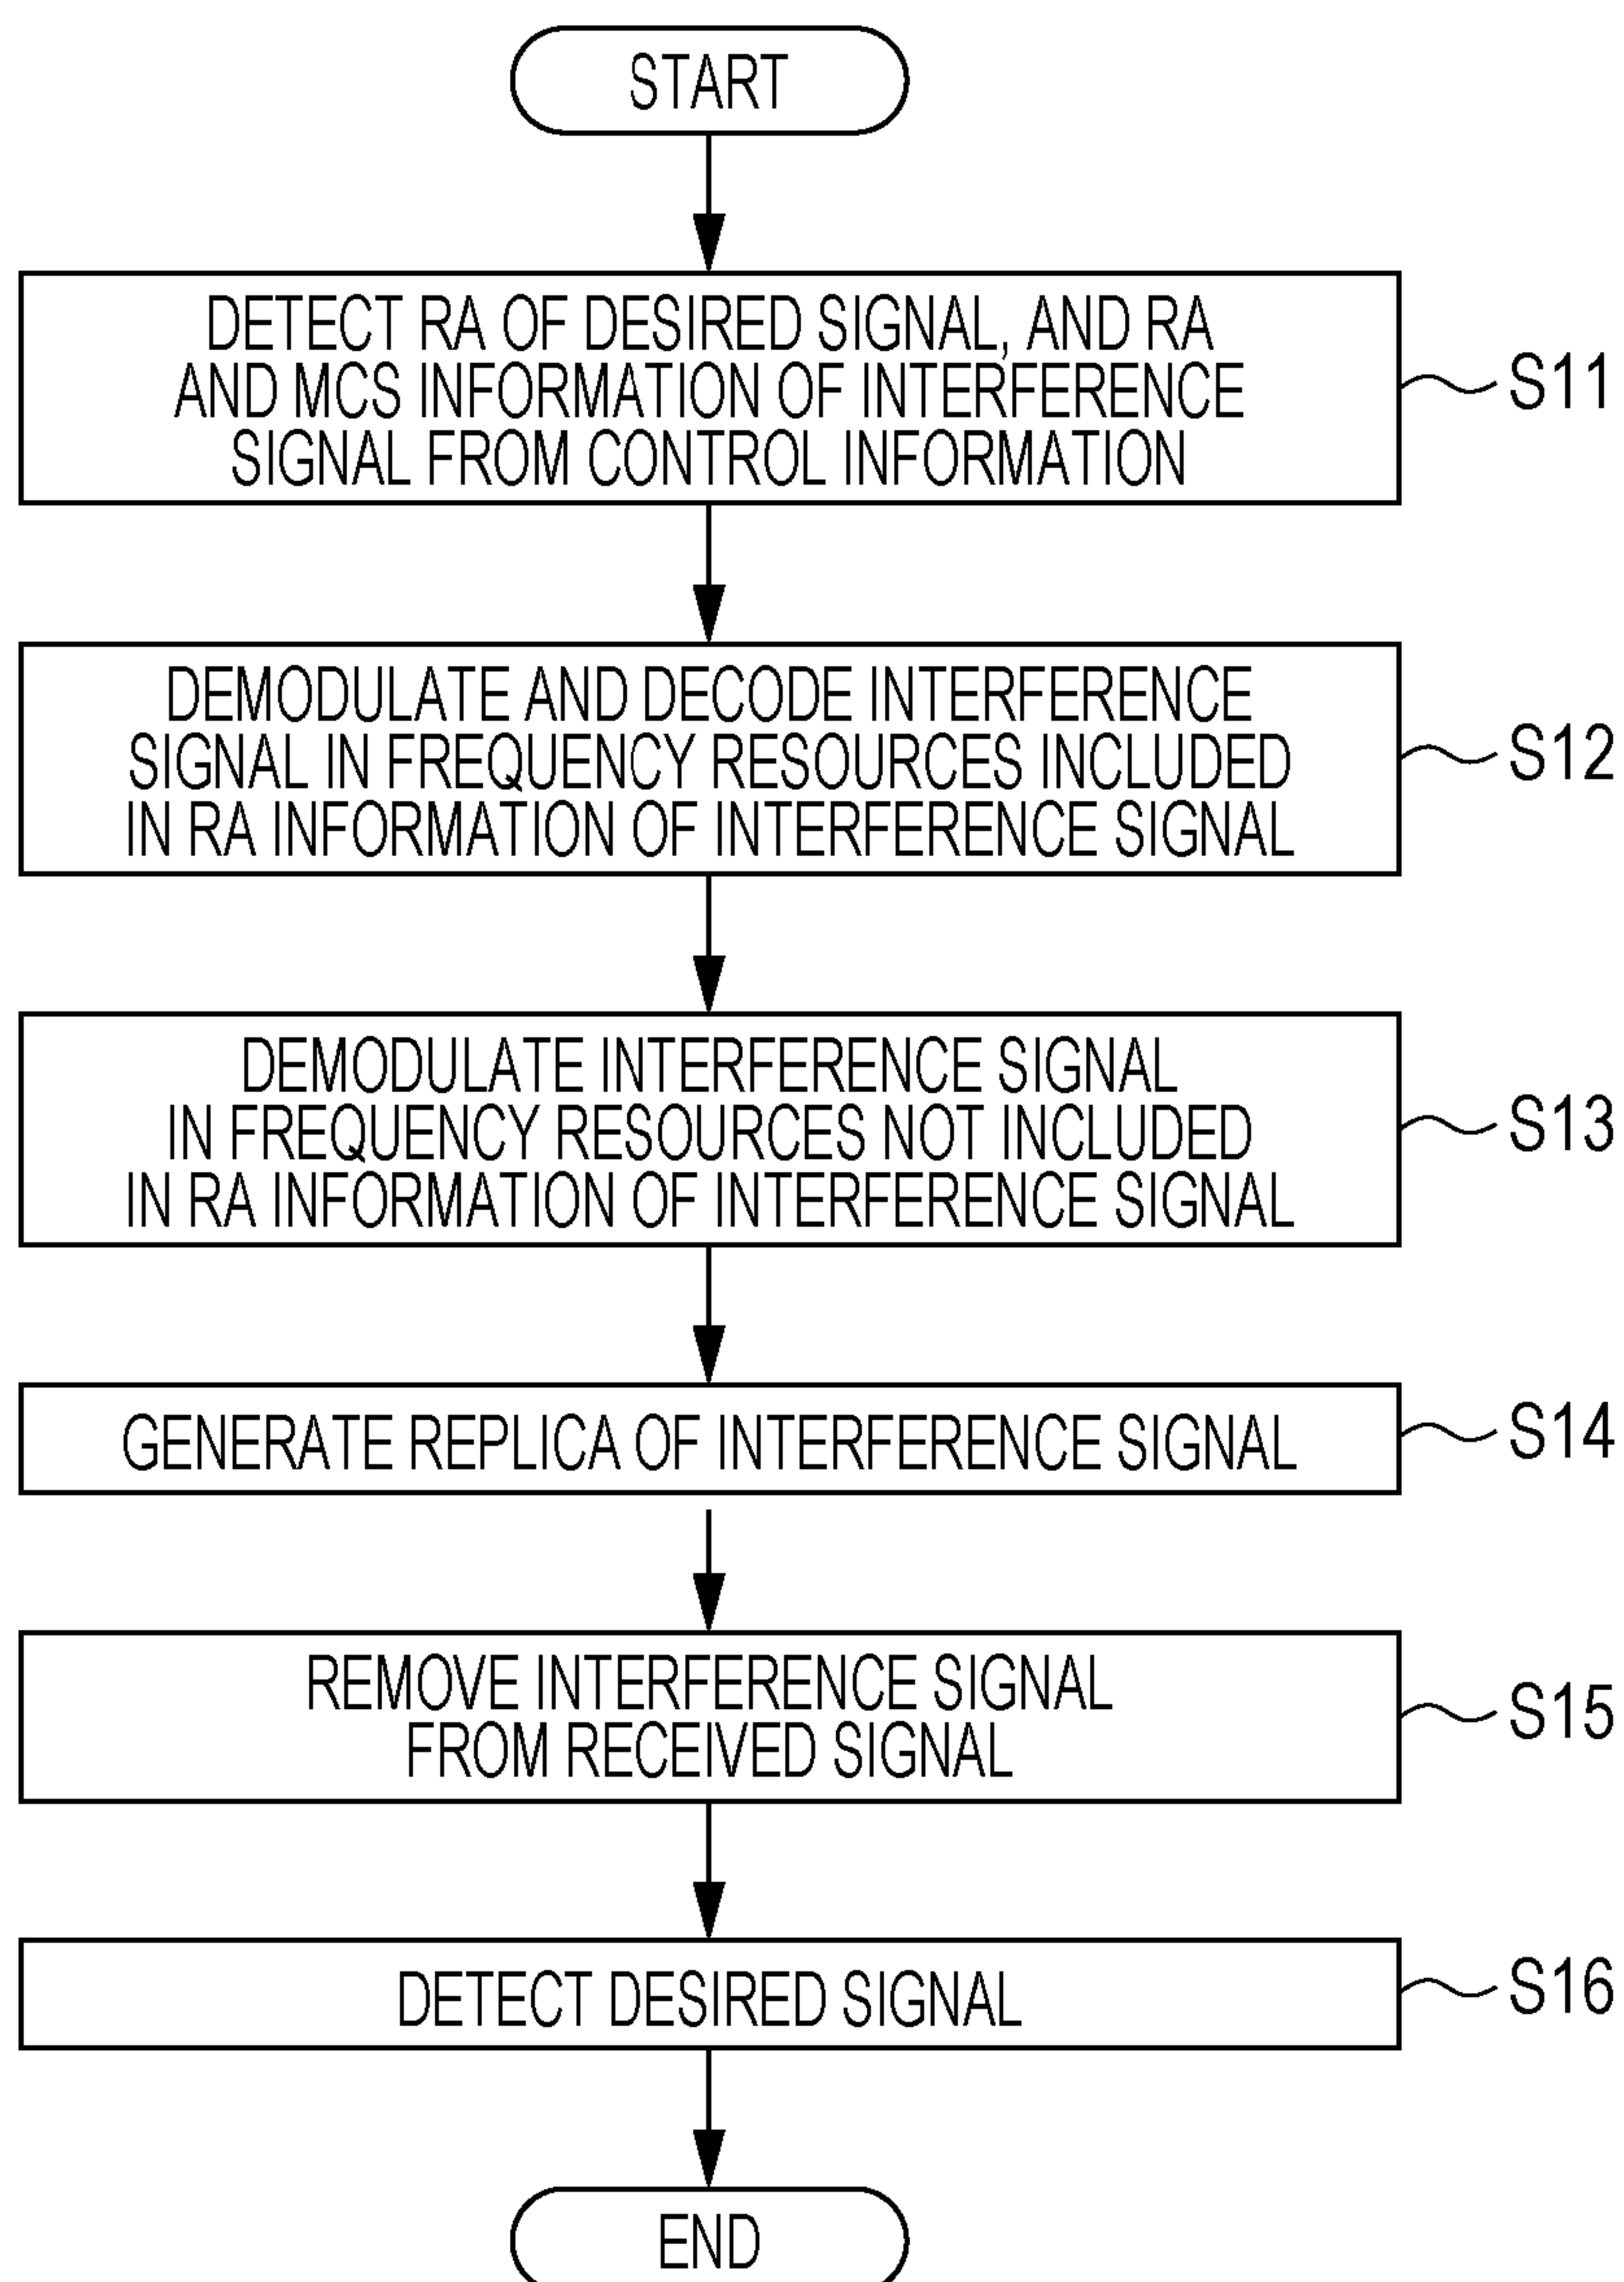 START
DETECT RA OF DESIRED SIGNAL, AND RA
AND MCS INFORMATION OF INTERFERENCE
SIGNAL FROM CONTROL INFORMATION
S11
DEMODULATE AND DECODE INTERFERENCE
SIGNAL IN FREQUENCY RESOURCES INCLUDED
IN RA INFORMATION OF INTERFERENCE SIGNAL
S12
DEMODULATE INTERFERENCE SIGNAL
IN FREQUENCY RESOURCES NOT INCLUDED
IN RA INFORMATION OF INTERFERENCE SIGNAL
S13
GENERATE REPLICA OF INTERFERENCE SIGNAL
S14
REMOVE INTERFERENCE SIGNAL
FROM RECEIVED SIGNAL
S15
DETECT DESIRED SIGNAL
S16
END